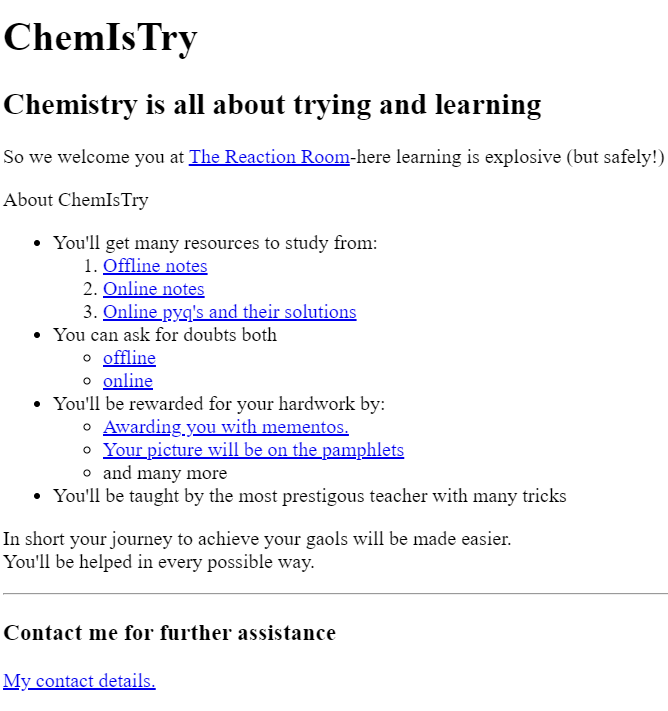 ChemIsTry
Chemistry is all about trying and learning
So we welcome you at The Reaction Room-here learning is explosive (but safely!)
About ChemIsTry
You'll get many resources to study from:
1. Offline notes
2. Online notes
3. Online pyq's and their solutions
You can ask for doubts both
offline
online
You'll be rewarded for your hardwork by:
Awarding you with mementos.
Your picture will be on the pamphlets
and many more
You'll be taught by the most prestigous teacher with many tricks
In short your journey to achieve your gaols will be made easier.
You'll be helped in every possible way.
Contact me for further assistance
My contact details.